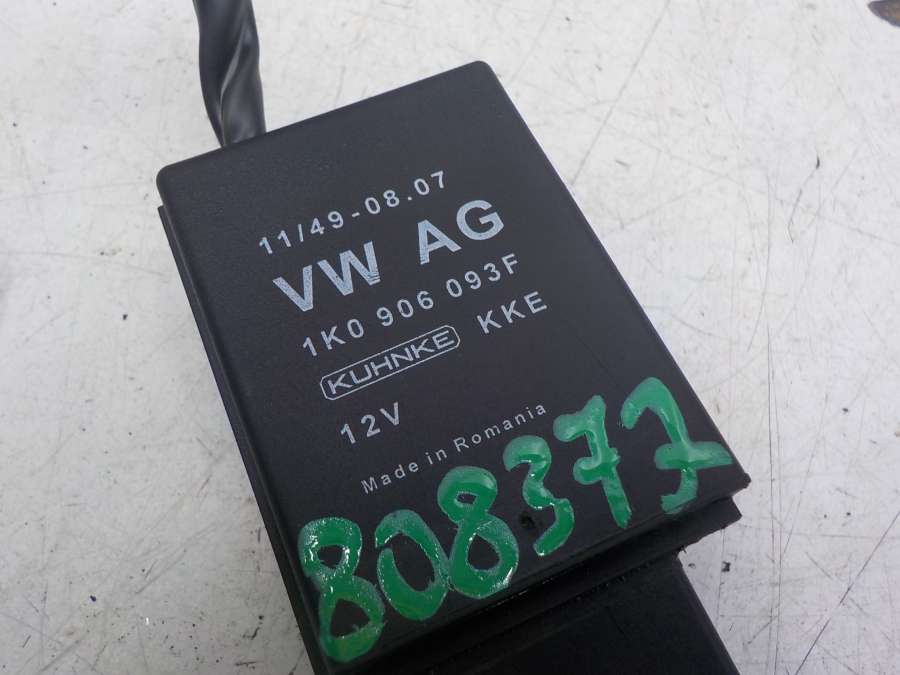 11/49-08.07
VW AG
1K0 906 093F
KUHNKE KKE
12V
Made in Romania
808377